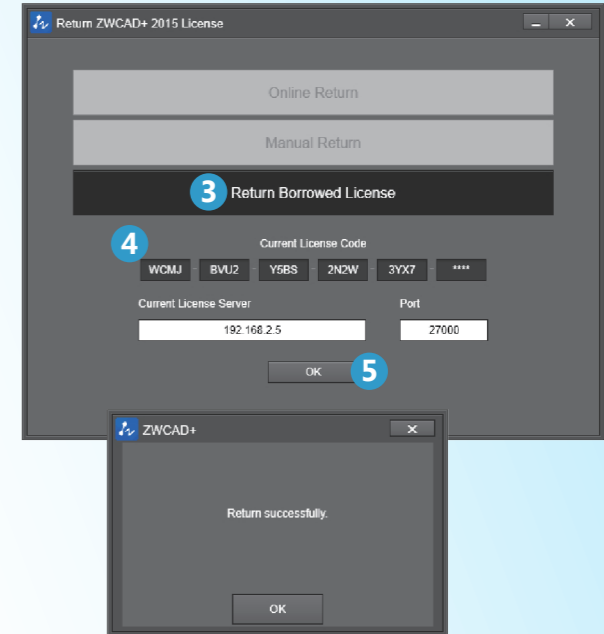 Return ZWCAD+ 2015 License
Online Return
Manual Return
3 Return Borrowed License
4
Current License Code
WCMJ - BVU2 - Y5BS - 2N2W - 3YX7 - ****
Current License Server Port
192.168.2.5 27000
OK 5
ZWCAD+
Return successfully.
OK